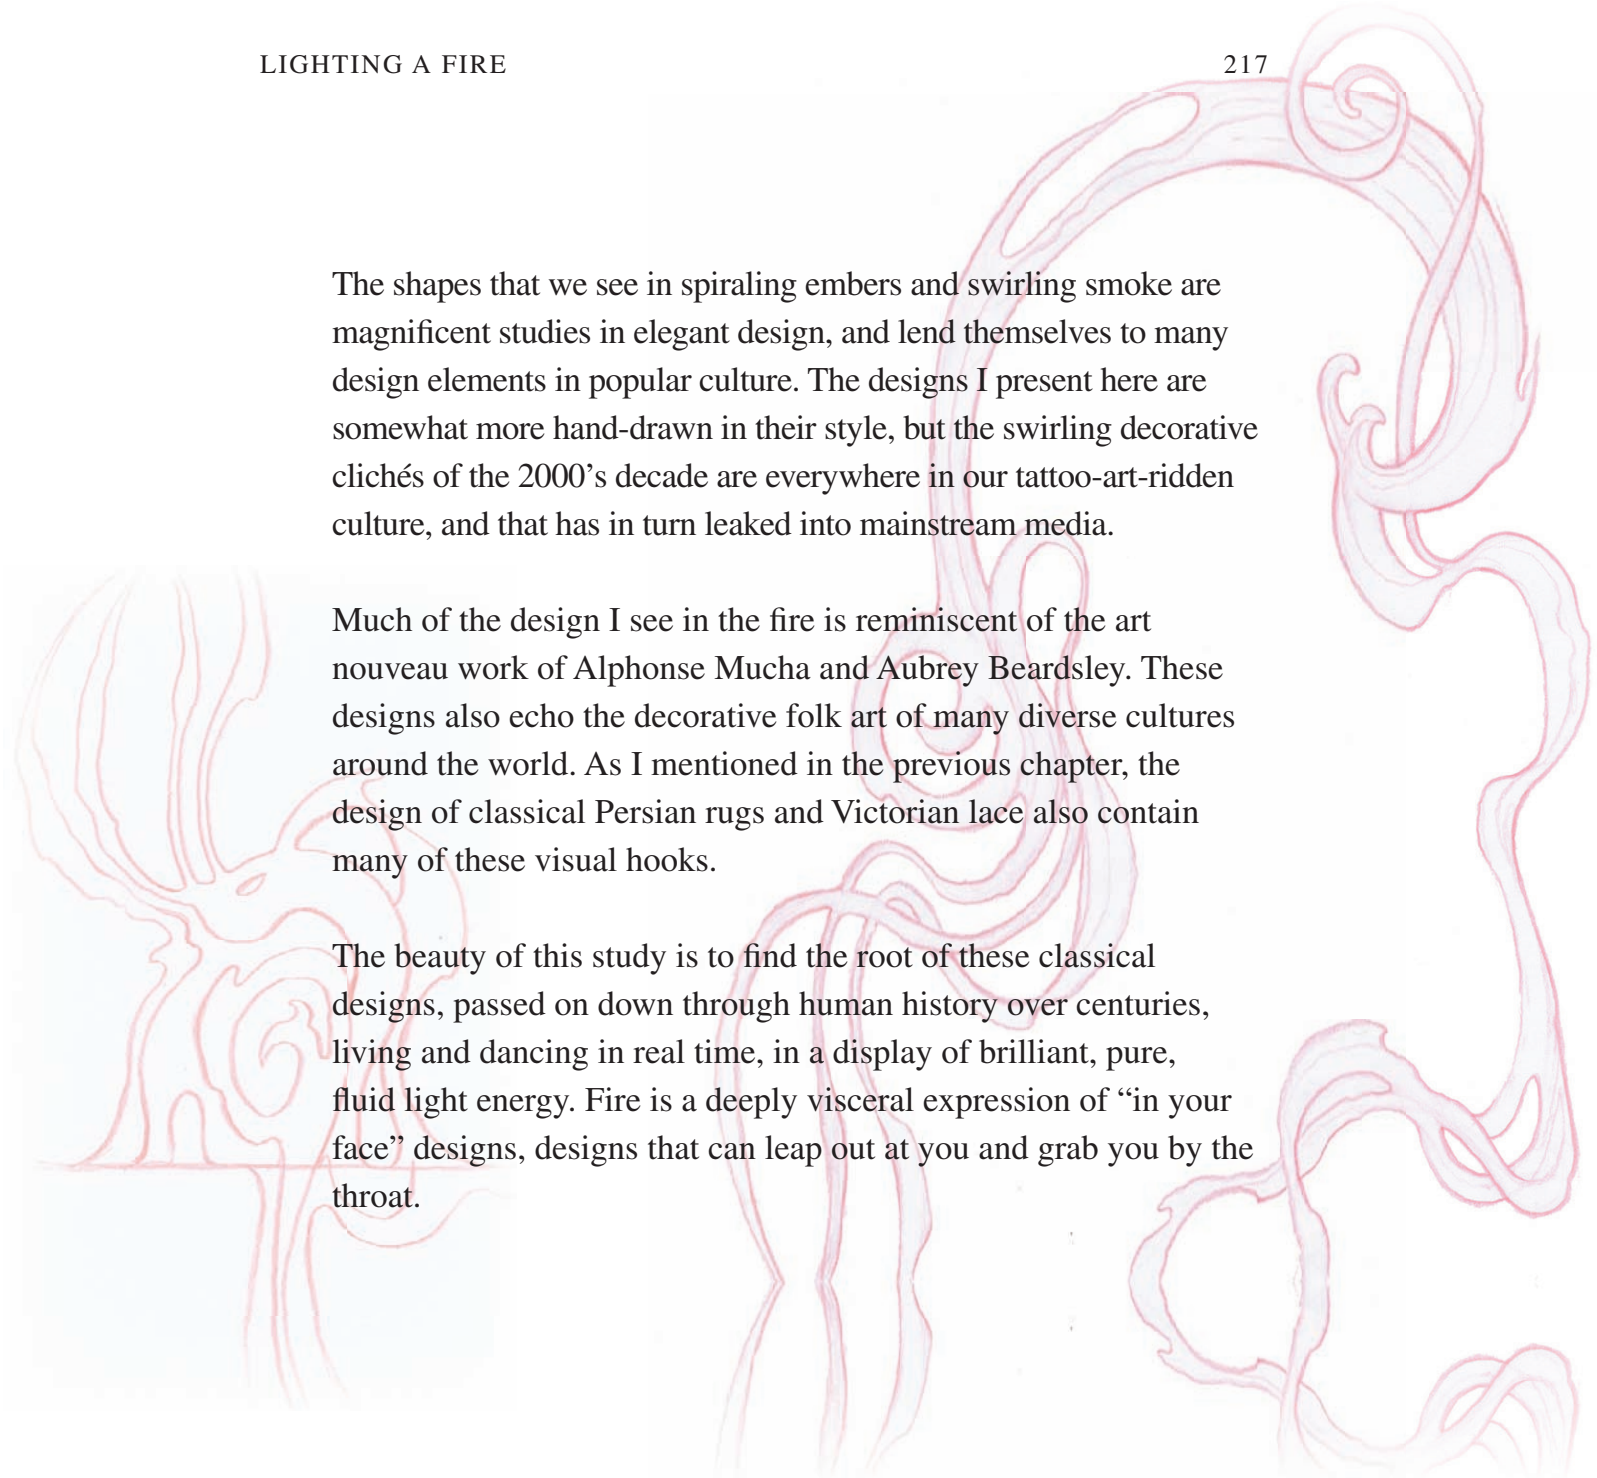 LIGHTING A FIRE 217
The shapes that we see in spiraling embers and swirling smoke are
magnificent studies in elegant design, and lend themselves to many
design elements in popular culture. The designs I present here are
somewhat more hand-drawn in their style, but the swirling decorative
clichés of the 2000’s decade are everywhere in our tattoo-art-ridden
culture, and that has in turn leaked into mainstream media.
Much of the design I see in the fire is reminiscent of the art
nouveau work of Alphonse Mucha and Aubrey Beardsley. These
designs also echo the decorative folk art of many diverse cultures
around the world. As I mentioned in the previous chapter, the
design of classical Persian rugs and Victorian lace also contain
many of these visual hooks.
The beauty of this study is to find the root of these classical
designs, passed on down through human history over centuries,
living and dancing in real time, in a display of brilliant, pure,
fluid light energy. Fire is a deeply visceral expression of “in your
face” designs, designs that can leap out at you and grab you by the
throat.